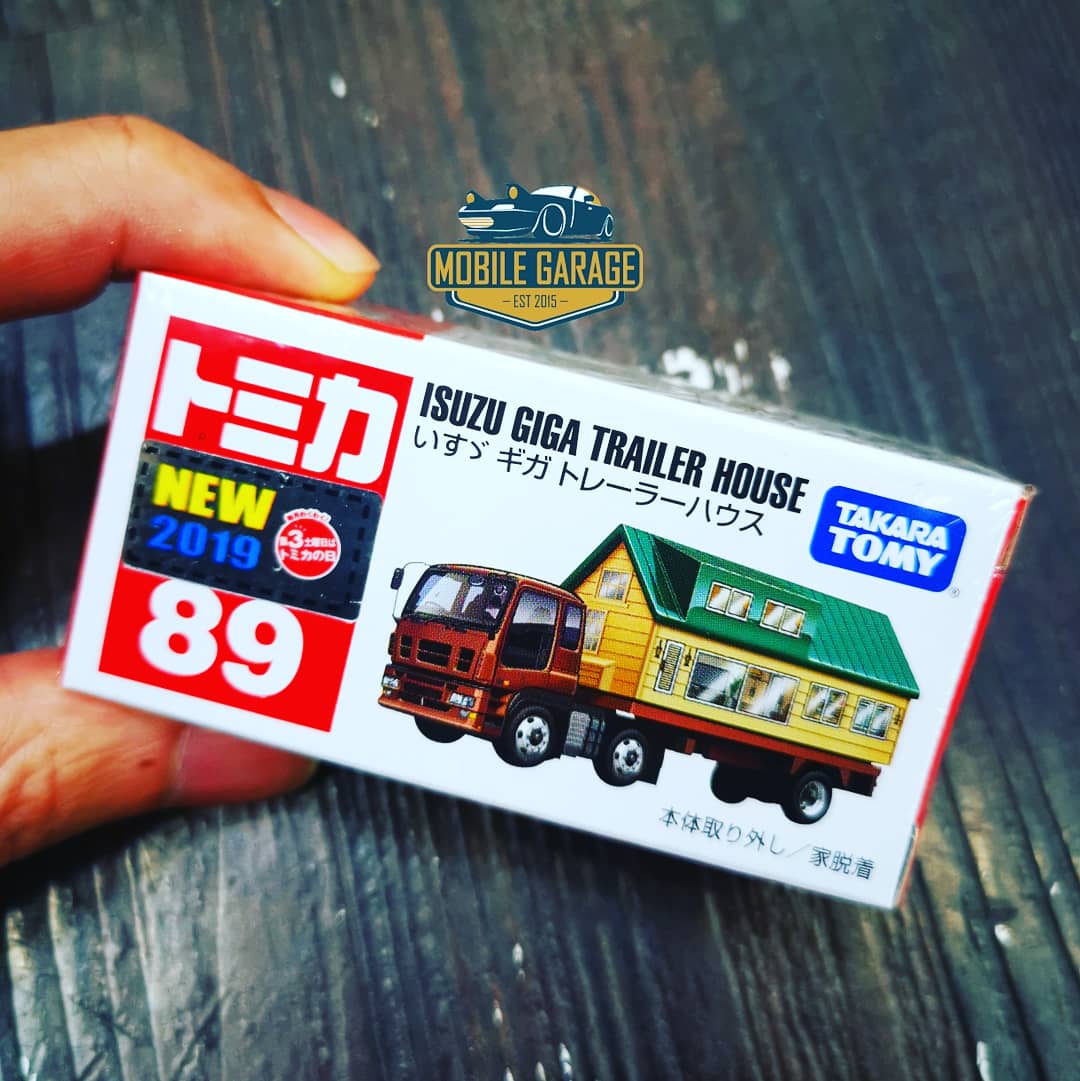 MOBILE GARAGE
EST 2015
トミカ
NEW
2019
第3土曜日は
トミカの日
89
ISUZU GIGA TRAILER HOUSE
いすゞ ギガ トレーラーハウス
TAKARA
TOMY
®
本体取り外し／家脱着